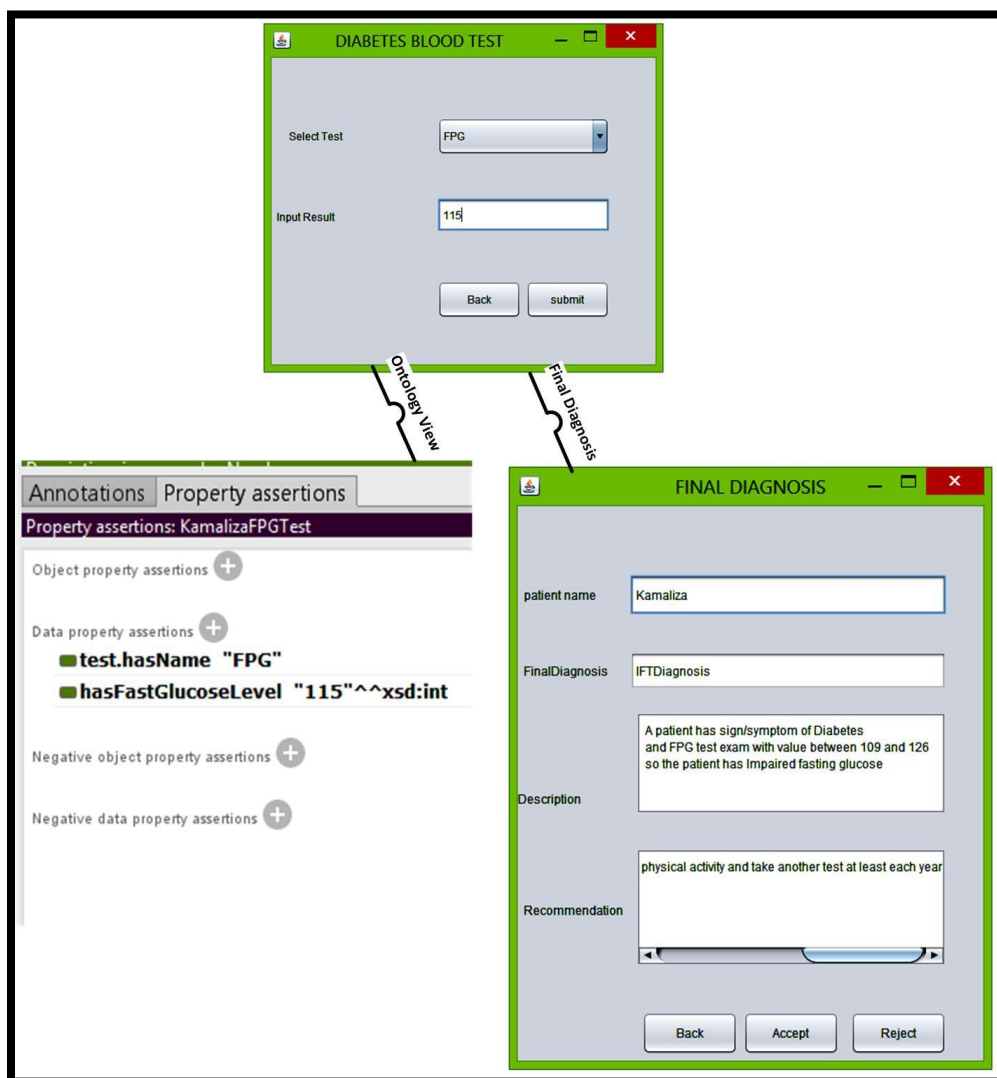 DIABETES BLOOD TEST
Select Test
FPG
Input Result
115
Back
submit
Ontology View
Final Diagnosis
Annotations
Property assertions
Property assertions: KamalizaFPGTest
Object property assertions
Data property assertions
test.hasName "FPG"
hasFastGlucoseLevel "115"^^xsd:int
Negative object property assertions
Negative data property assertions
FINAL DIAGNOSIS
patient name
Kamaliza
FinalDiagnosis
IFTDiagnosis
A patient has sign/symptom of Diabetes
and FPG test exam with value between 109 and 126
so the patient has Impaired fasting glucose
Description
physical activity and take another test at least each year
Recommendation
Back
Accept
Reject